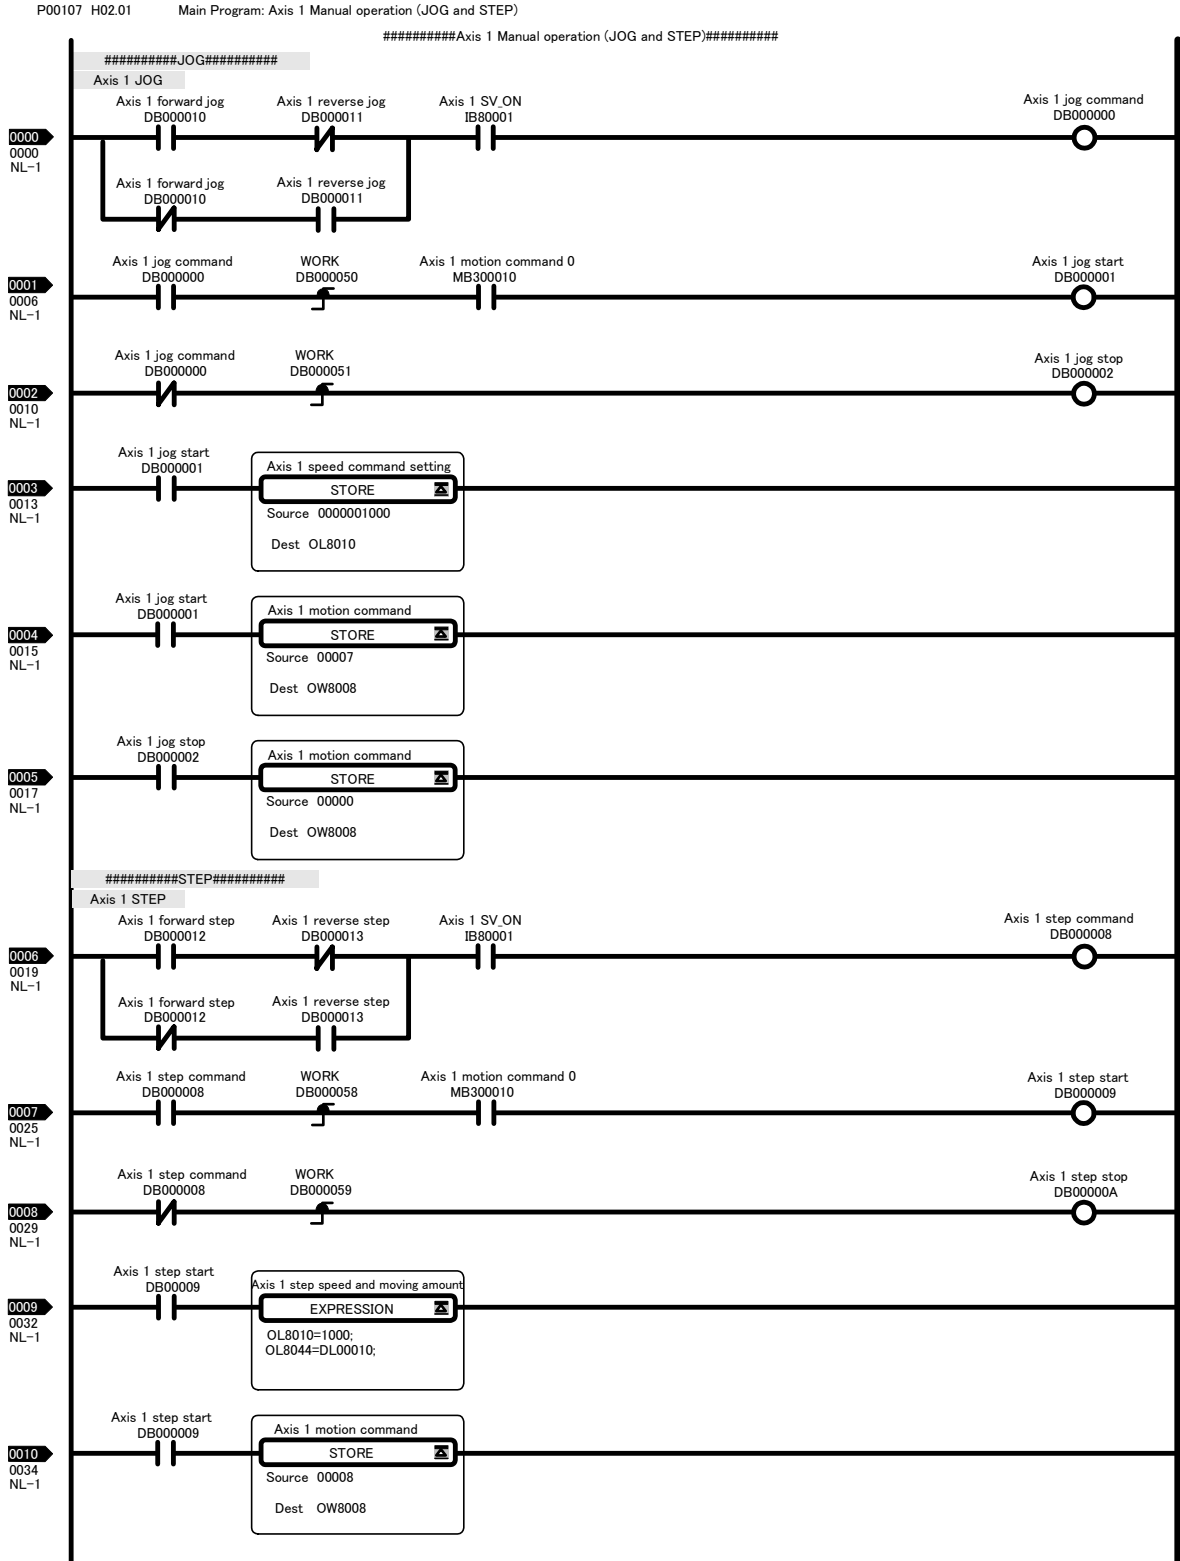 P00107 H02.01 Main Program: Axis 1 Manual operation (JOG and STEP)
##########Axis 1 Manual operation (JOG and STEP)##########
##########JOG##########
Axis 1 JOG
Axis 1 forward jog Axis 1 reverse jog Axis 1 SV_ON Axis 1 jog command
DB000010 DB000011 IB80001 DB000000
0000
0000
NL-1
Axis 1 forward jog Axis 1 reverse jog
DB000010 DB000011
Axis 1 jog command WORK Axis 1 motion command 0 Axis 1 jog start
DB000000 DB000050 MB300010 DB000001
0001
0006
NL-1
Axis 1 jog command WORK Axis 1 jog stop
DB000000 DB000051 DB000002
0002
0010
NL-1
Axis 1 jog start
DB000001 Axis 1 speed command setting
0003 STORE
0013 Source 0000001000
NL-1
Dest OL8010
Axis 1 jog start
DB000001 Axis 1 motion command
0004 STORE
0015 Source 00007
NL-1
Dest OW8008
Axis 1 jog stop
DB000002 Axis 1 motion command
0005 STORE
0017 Source 00000
NL-1
Dest OW8008
##########STEP##########
Axis 1 STEP
Axis 1 forward step Axis 1 reverse step Axis 1 SV_ON Axis 1 step command
DB000012 DB000013 IB80001 DB000008
0006
0019
NL-1
Axis 1 forward step Axis 1 reverse step
DB000012 DB000013
Axis 1 step command WORK Axis 1 motion command 0 Axis 1 step start
DB000008 DB000058 MB300010 DB000009
0007
0025
NL-1
Axis 1 step command WORK Axis 1 step stop
DB000008 DB000059 DB00000A
0008
0029
NL-1
Axis 1 step start
DB00009 Axis 1 step speed and moving amount
0009 EXPRESSION
0032 OL8010=1000;
NL-1 OL8044=DL00010;
Axis 1 step start
DB000009 Axis 1 motion command
0010 STORE
0034 Source 00008
NL-1
Dest OW8008